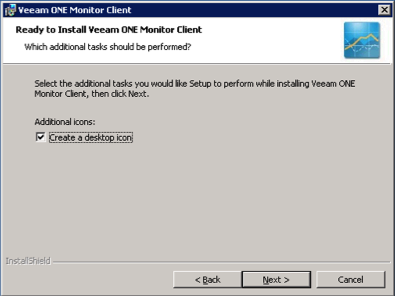 Veeam ONE Monitor Client
Ready to Install Veeam ONE Monitor Client
Which additional tasks should be performed?
Select the additional tasks you would like Setup to perform while installing Veeam ONE
Monitor Client, then click Next.
Additional icons:
Create a desktop icon
InstallShield
< Back
Next >
Cancel